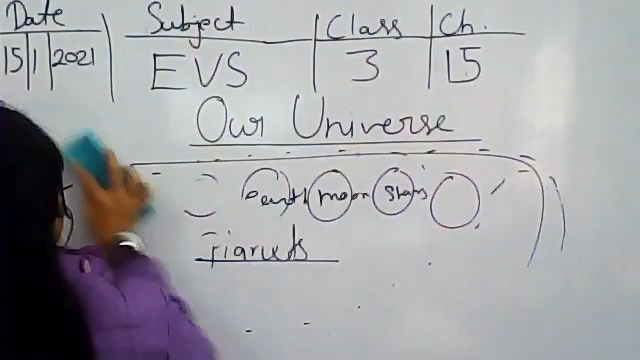 Date Subject Class Ch.
15 1 2021 EVS 3 15
Our Universe
Earth moon stars